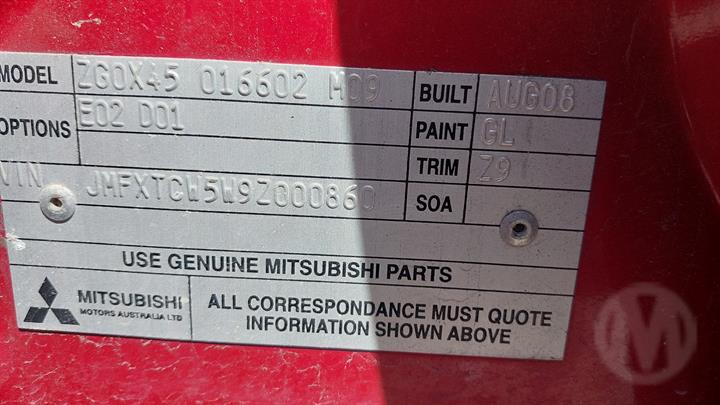 MODEL ZG0X45 016602 M09 BUILT AUG08
OPTIONS E02 D01 PAINT GL
TRIM Z9
VIN JMFXTCW5W9Z000860 SOA
USE GENUINE MITSUBISHI PARTS
MITSUBISHI
MOTORS AUSTRALIA LTD
ALL CORRESPONDANCE MUST QUOTE
INFORMATION SHOWN ABOVE
M